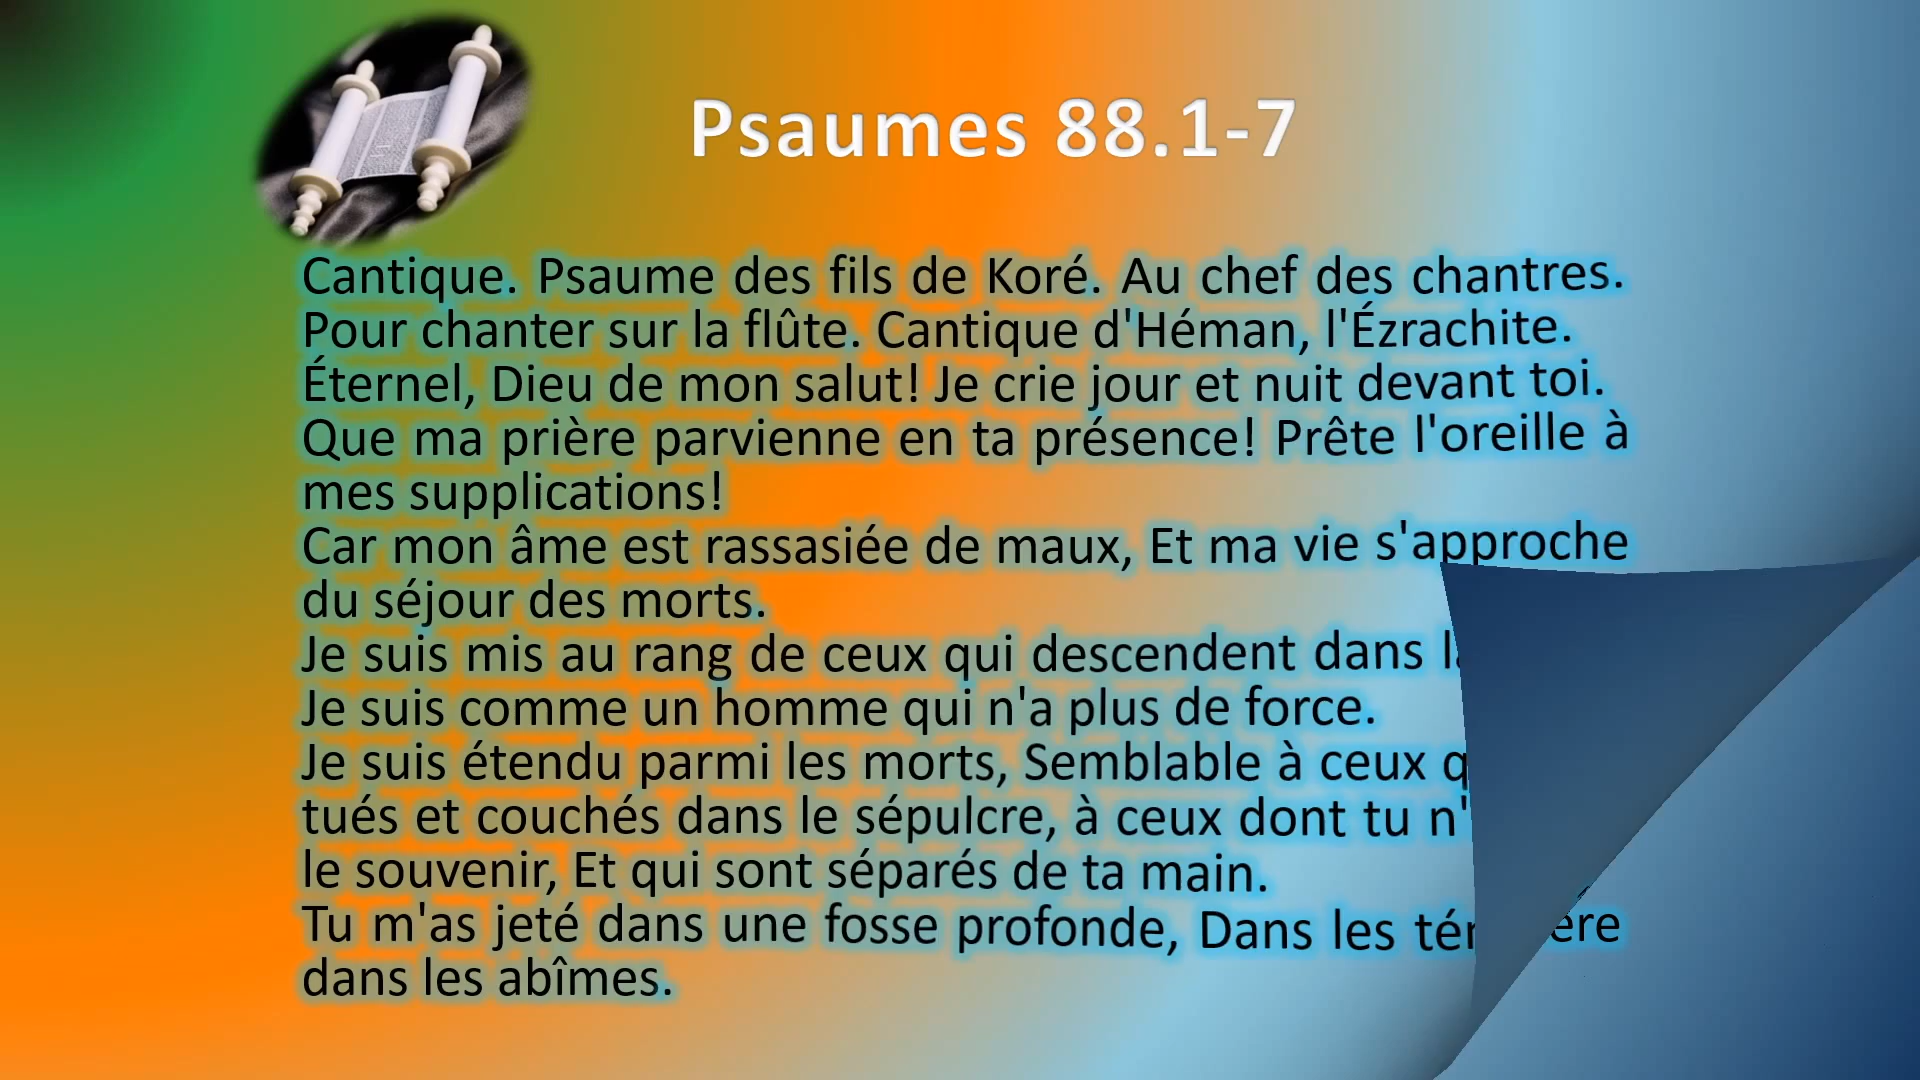 Psaumes 88.1-7
Cantique. Psaume des fils de Koré. Au chef des chantres.
Pour chanter sur la flûte. Cantique d'Héman, l'Ézrachite.
Éternel, Dieu de mon salut! Je crie jour et nuit devant toi.
Que ma prière parvienne en ta présence! Prête l'oreille à
mes supplications!
Car mon âme est rassasiée de maux, Et ma vie s'approche
du séjour des morts.
Je suis mis au rang de ceux qui descendent dans
Je suis comme un homme qui n'a plus de force.
Je suis étendu parmi les morts, Semblable à ceux
tués et couchés dans le sépulcre, à ceux dont tu n'
le souvenir, Et qui sont séparés de ta main.
Tu m'as jeté dans une fosse profonde, Dans les
dans les abîmes.